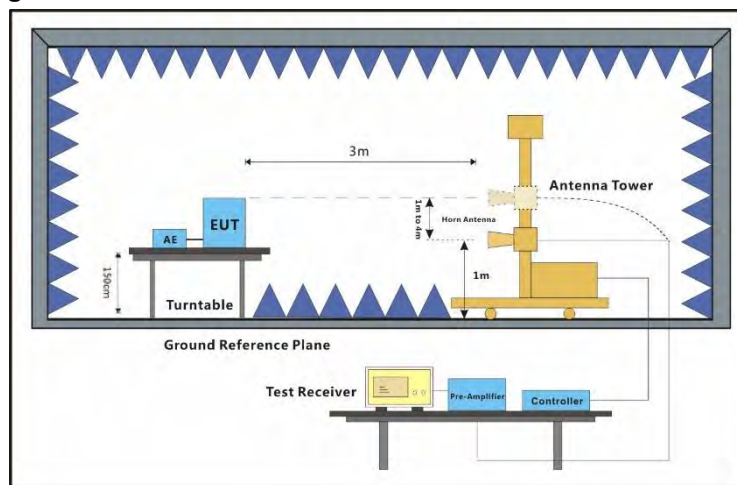 3m
Antenna Tower
1m to 4m
Horn Antenna
EUT
AE
150cm
1m
Turntable
Ground Reference Plane
Test Receiver
Pre-Amplifier
Controller